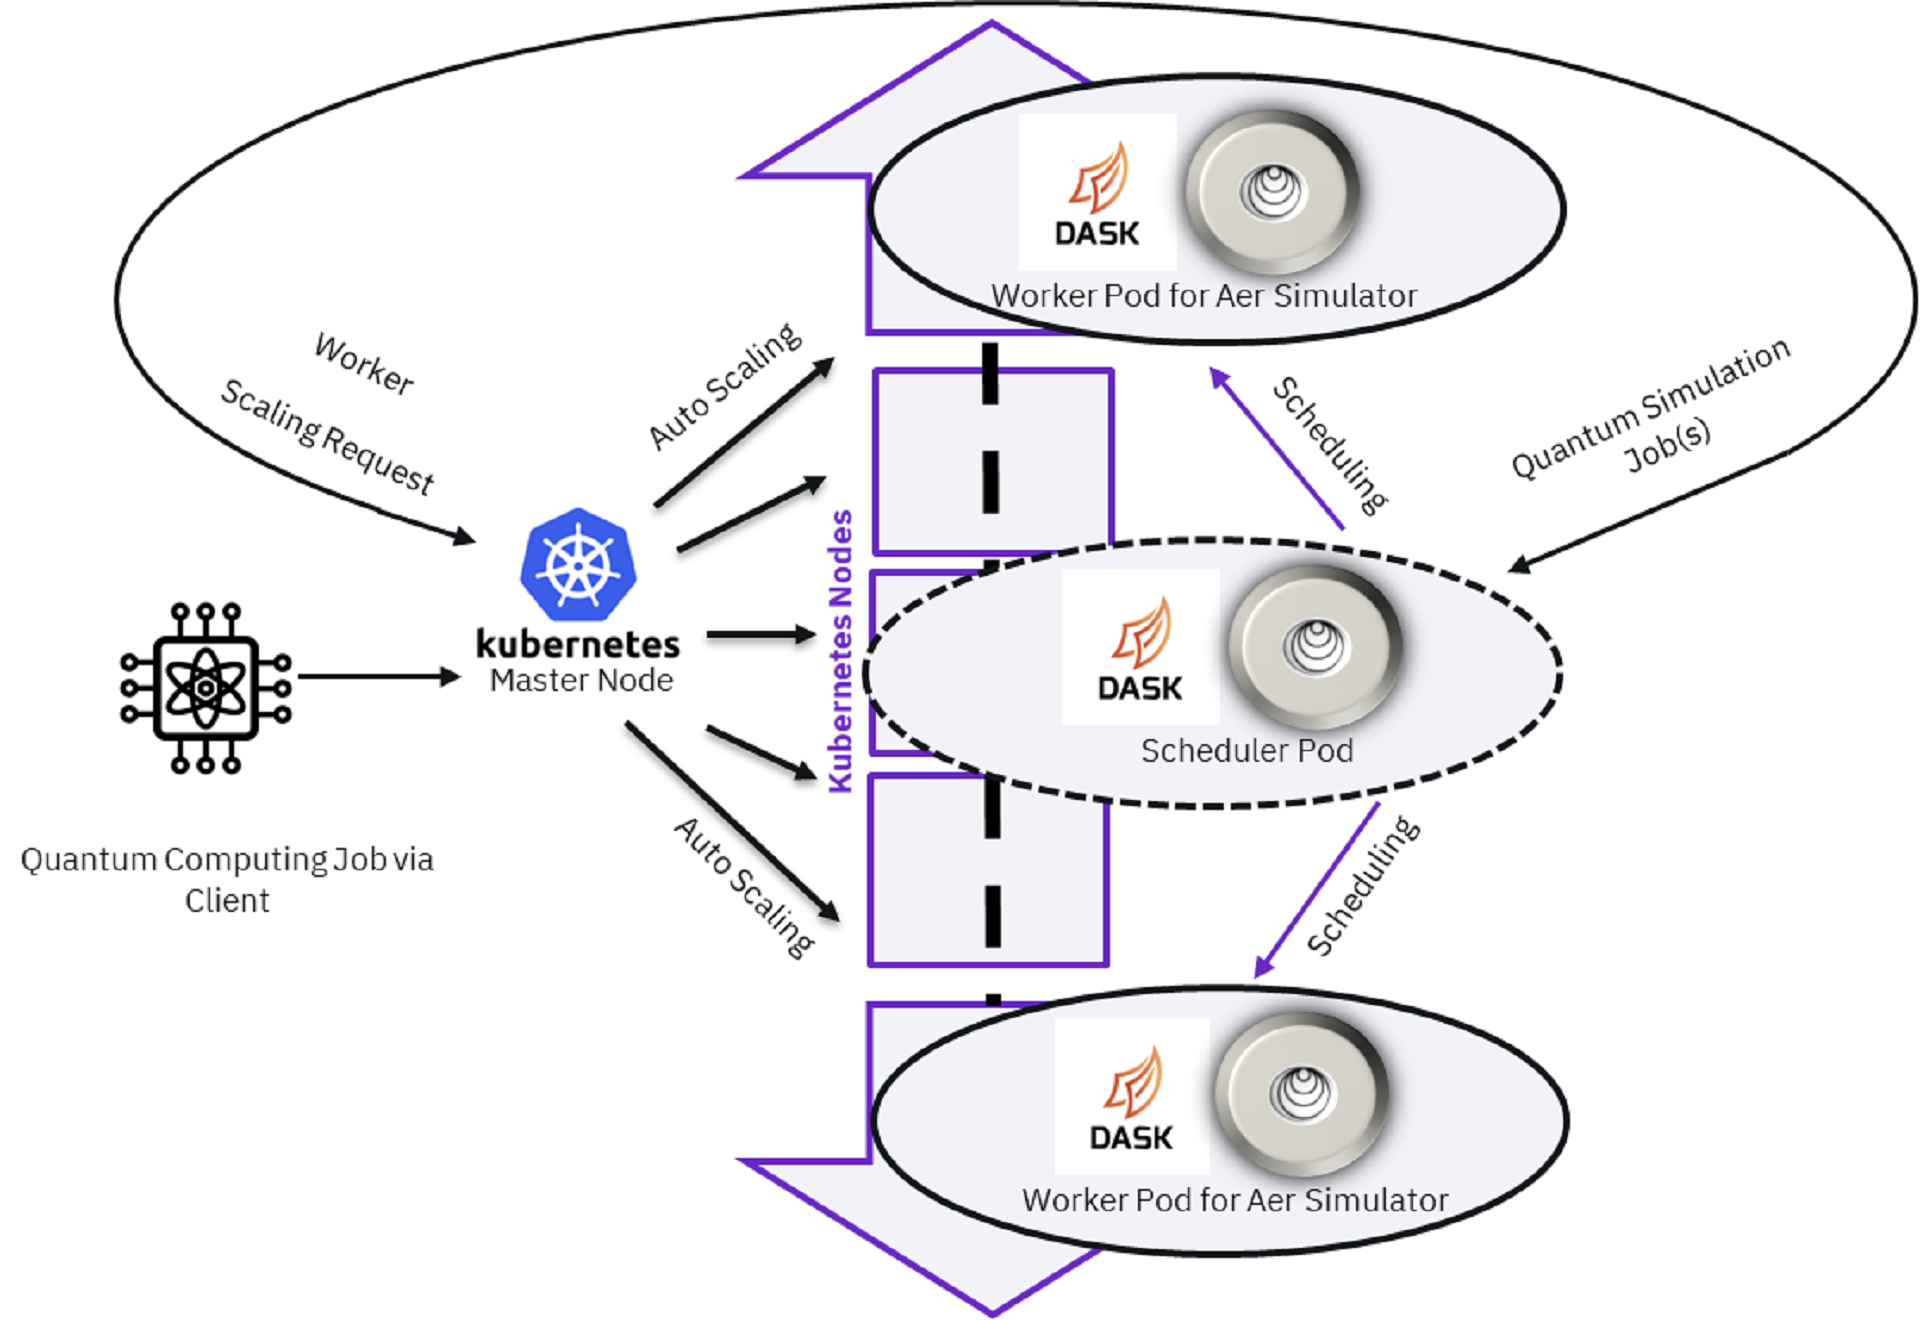 DASK
Worker Pod for Aer Simulator
Worker
Scaling Request
Auto Scaling
Scheduling
Quantum Simulation
Job(s)
kubernetes
Master Node
Kubernetes Nodes
DASK
Scheduler Pod
Quantum Computing Job via
Client
Auto Scaling
Scheduling
DASK
Worker Pod for Aer Simulator